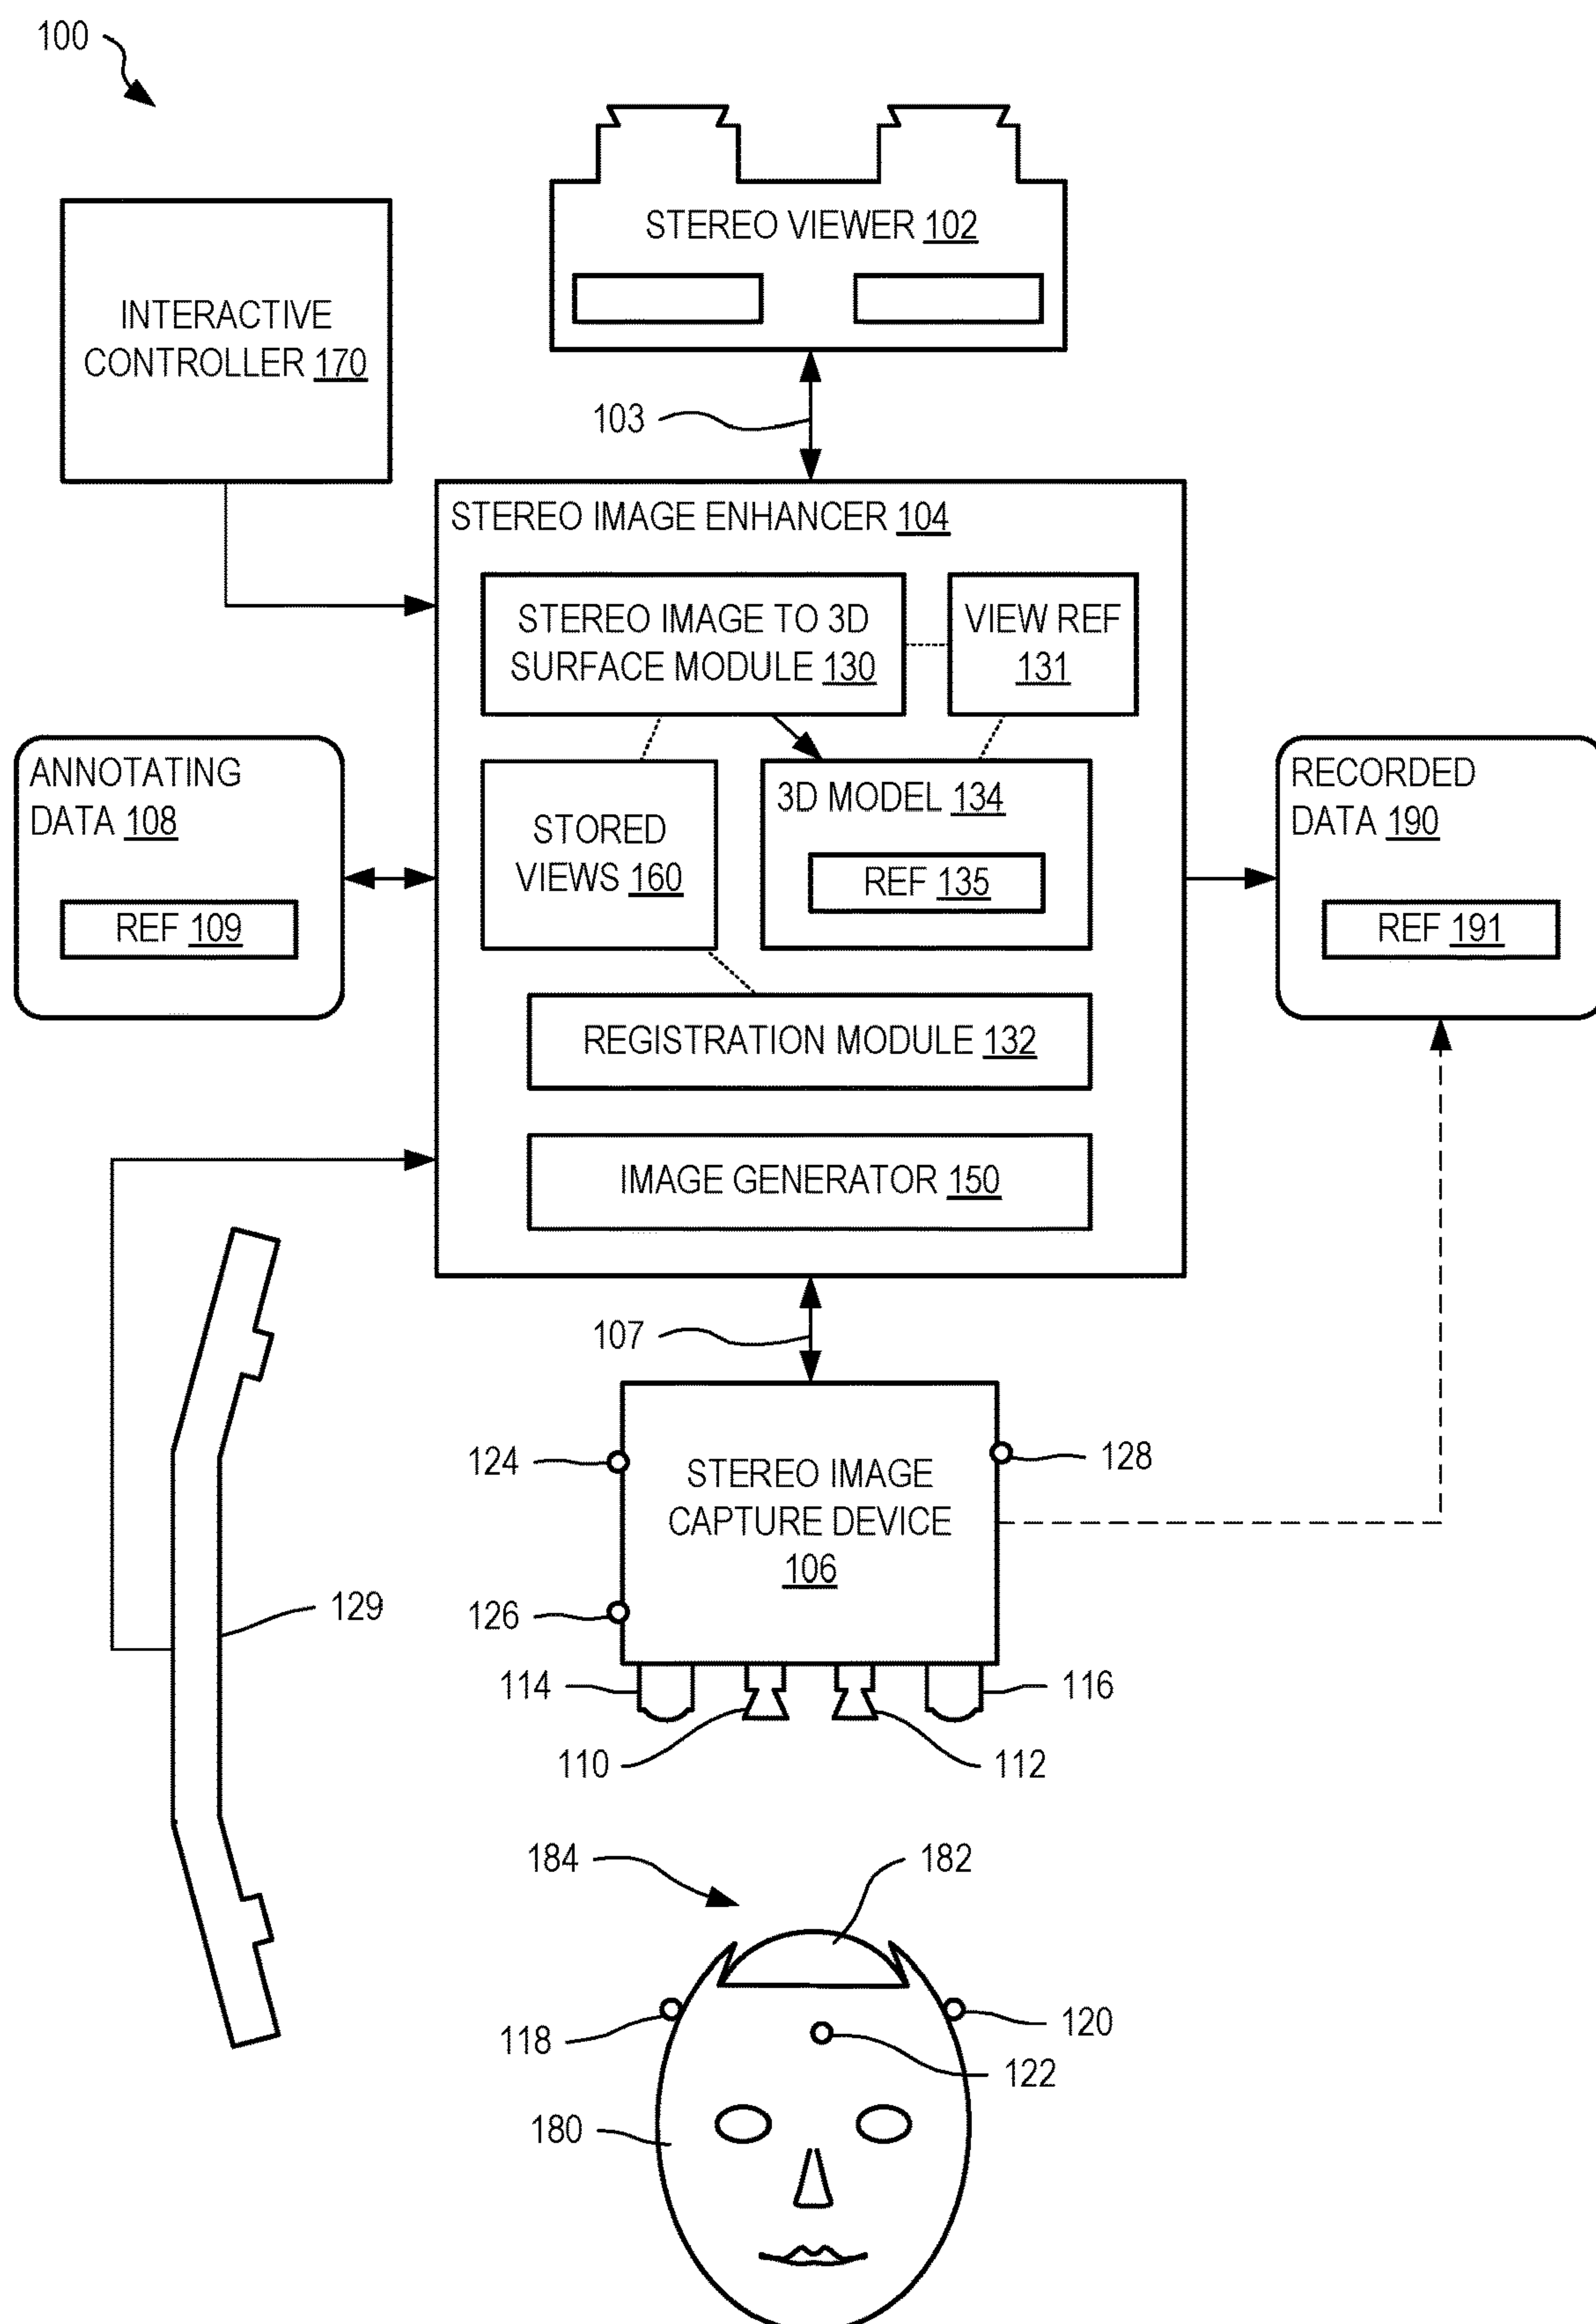 100
STEREO VIEWER 102
INTERACTIVE
CONTROLLER 170
103
STEREO IMAGE ENHANCER 104
STEREO IMAGE TO 3D
SURFACE MODULE 130
VIEW REF
131
ANNOTATING
DATA 108
REF 109
STORED
VIEWS 160
3D MODEL 134
REF 135
RECORDED
DATA 190
REF 191
REGISTRATION MODULE 132
IMAGE GENERATOR 150
107
124
128
STEREO IMAGE
CAPTURE DEVICE
106
129
126
114
116
110
112
184
182
118
120
122
180